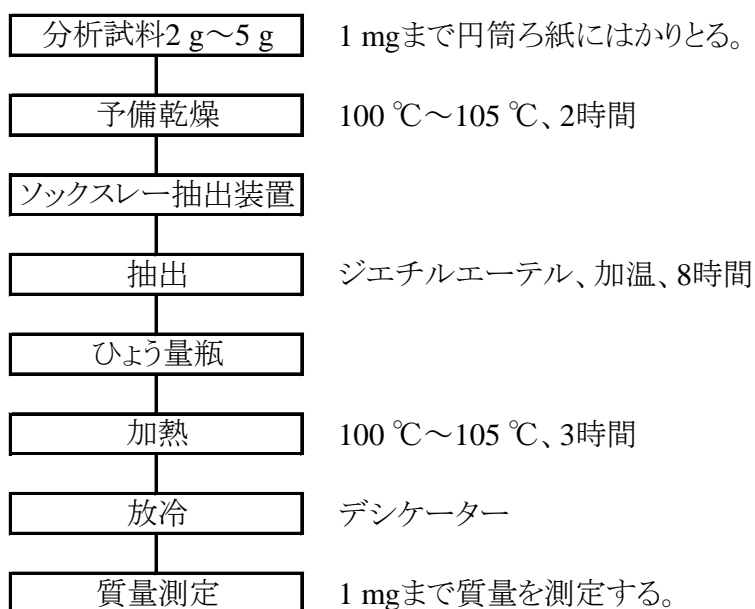 分析試料2 g～5 g　1 mgまで円筒ろ紙にはかりとる。
予備乾燥　100 ℃～105 ℃、2時間
ソックスレー抽出装置
抽出　ジエチルエーテル、加温、8時間
ひょう量瓶
加熱　100 ℃～105 ℃、3時間
放冷　デシケーター
質量測定　1 mgまで質量を測定する。